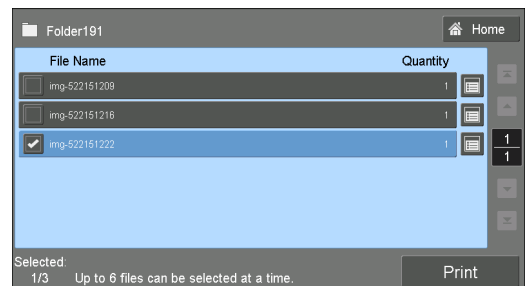 Folder191
Home
File Name Quantity
img-522151209 1
img-522151216 1
img-522151222 1
1
1
Selected:
1/3 Up to 6 files can be selected at a time.
Print